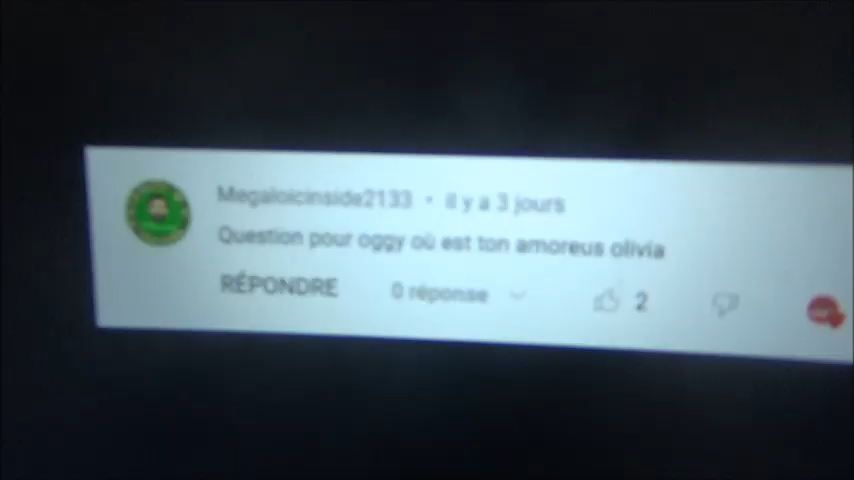 Megaloicinside2133 • il y a 3 jours
Question pour oggy où est ton amoreus olivia
RÉPONDRE 0 réponse 2